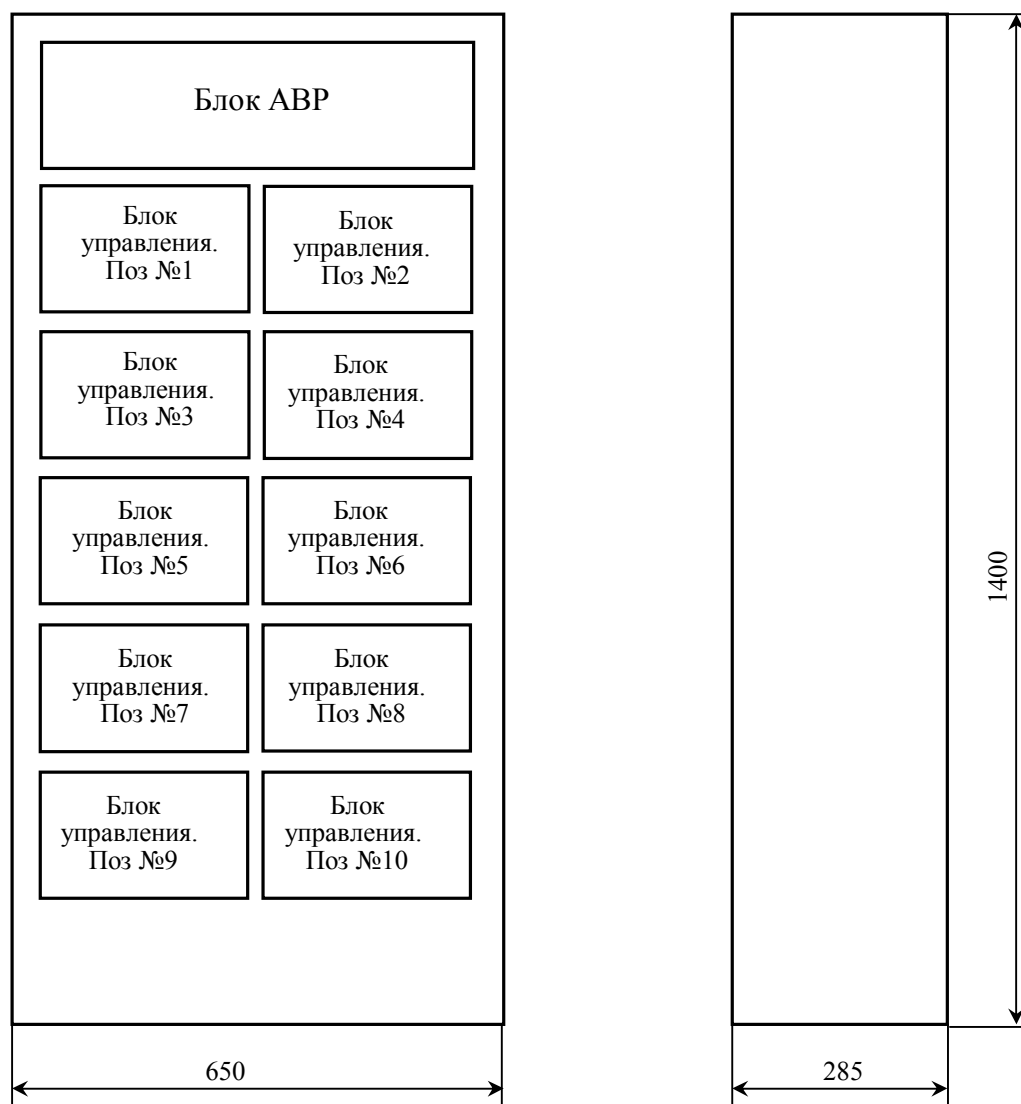 Блок АВР
Блок
управления.
Поз №1
Блок
управления.
Поз №2
Блок
управления.
Поз №3
Блок
управления.
Поз №4
Блок
управления.
Поз №5
Блок
управления.
Поз №6
Блок
управления.
Поз №7
Блок
управления.
Поз №8
Блок
управления.
Поз №9
Блок
управления.
Поз №10
1400
650
285